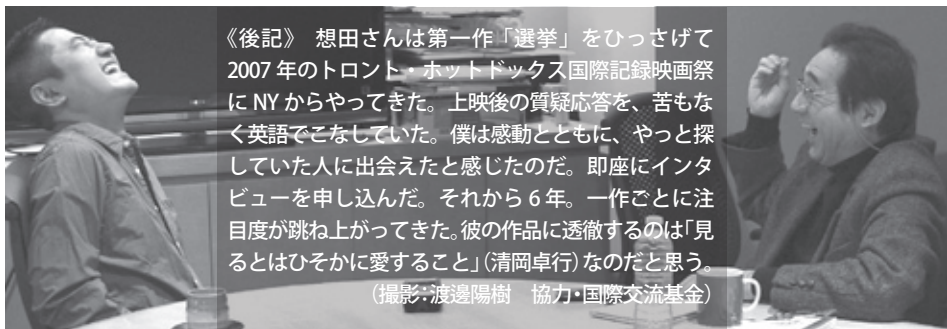 《後記》 想田さんは第一作「選挙」をひっさげて
2007年のトロント・ホットドックス国際記録映画祭
にNYからやってきた。上映後の質疑応答を、苦もな
く英語でこなしていた。僕は感動とともに、やっと探
していた人に出会えたと感じたのだ。即座にインタ
ビューを申し込んだ。それから6年。一作ごとに注
目度が跳ね上がってきた。彼の作品に透徹するのは「見
るとはひそかに愛すること」（清岡卓行）なのだと思う。
（撮影：渡邊陽樹 協力・国際交流基金）